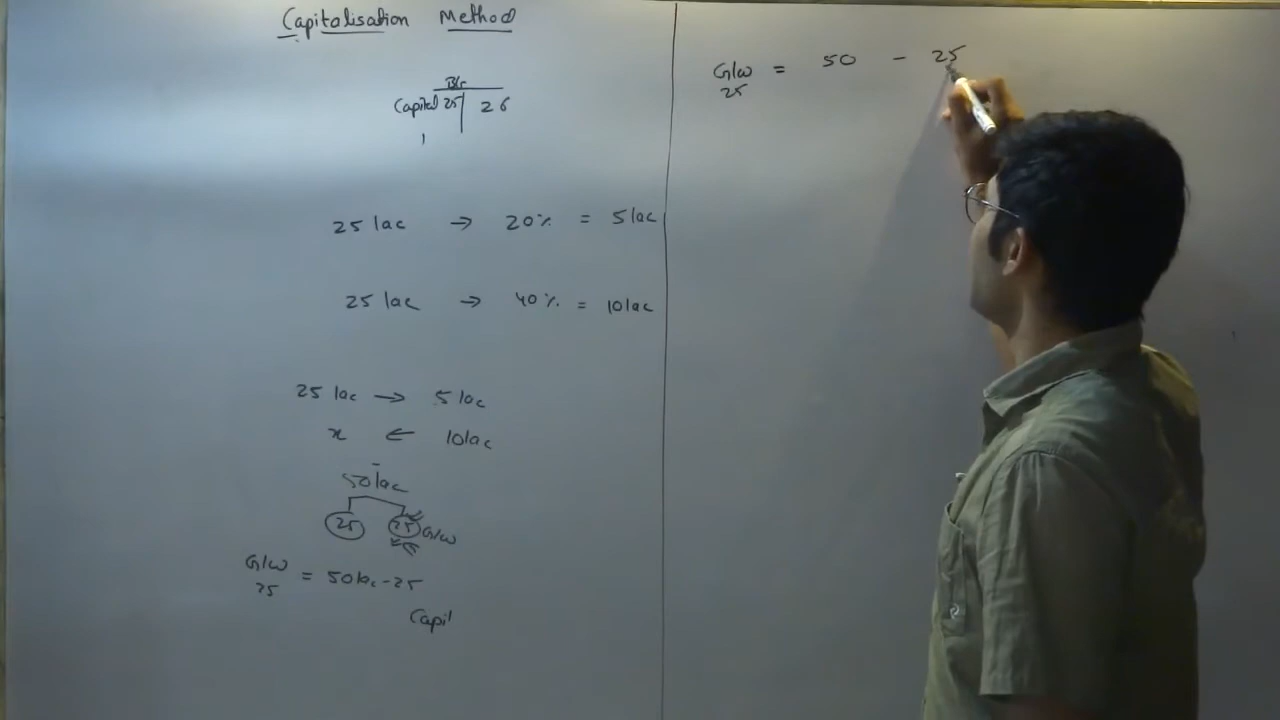 Capitalisation Method
B/s
Capital 25 26
25 lac → 20% = 5 lac
25 lac → 40% = 10 lac
25 lac → 5 lac
x ← 10 lac
50 lac
25 25 G/w
G/w = 50 lac - 25
25
Capil
G/w = 50 - 25
25